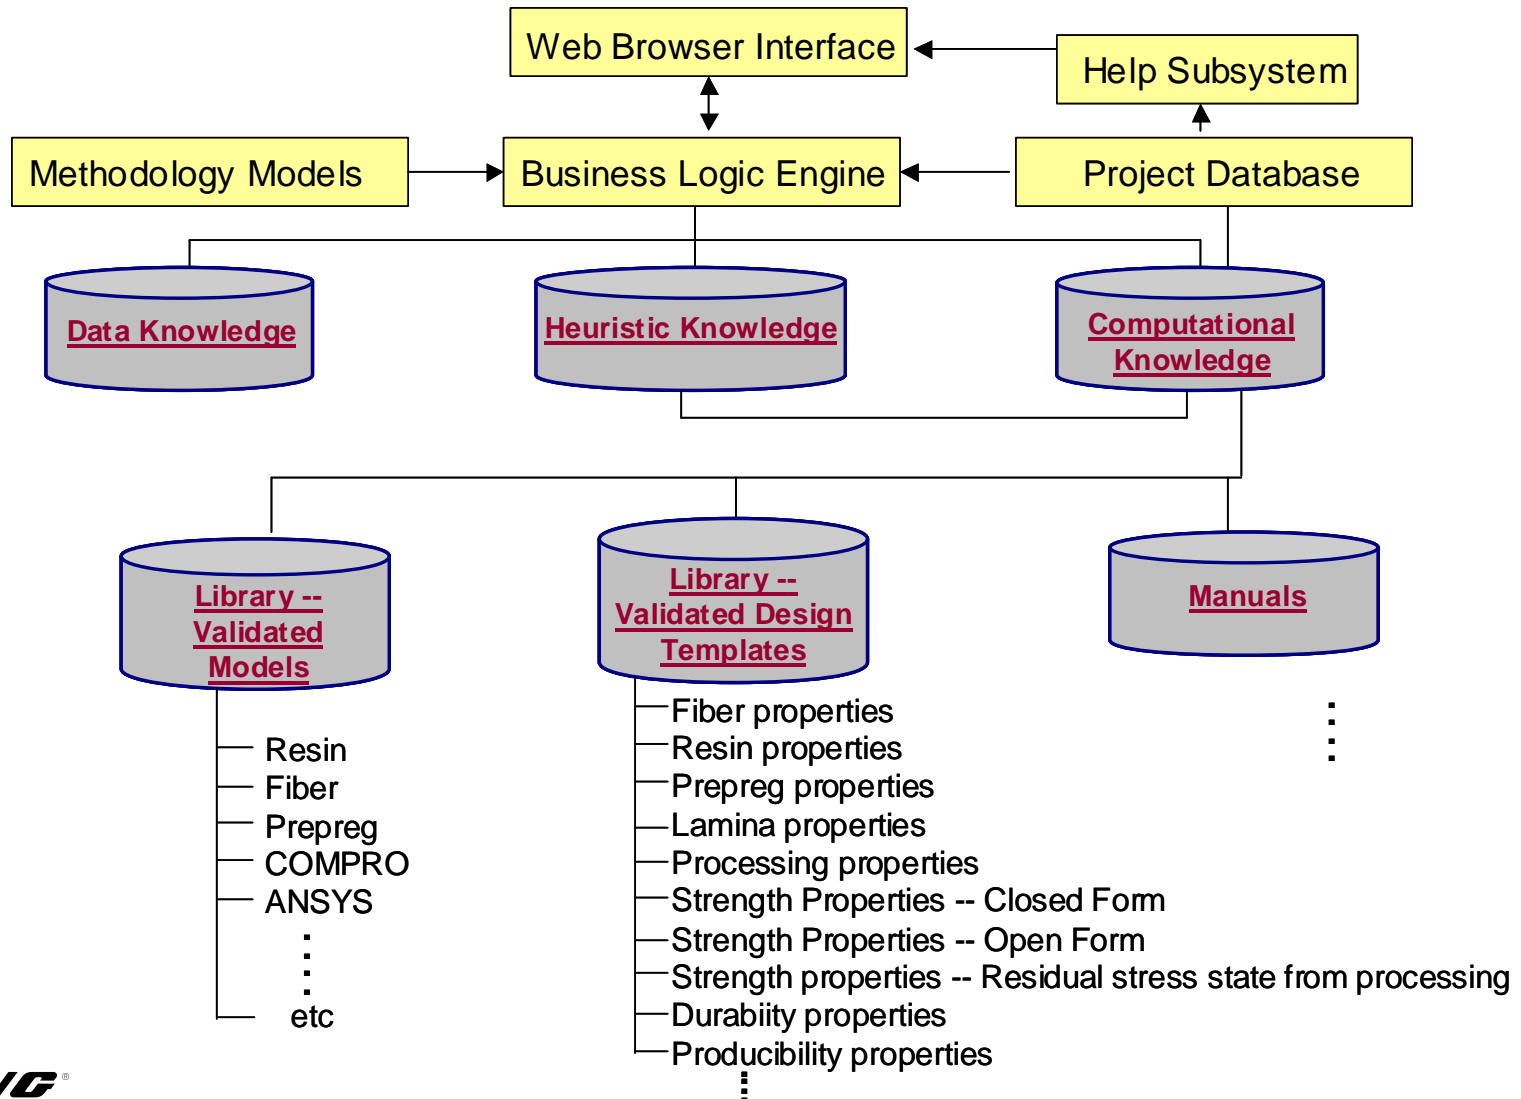 Web Browser Interface
Help Subsystem
Methodology Models
Business Logic Engine
Project Database
Data Knowledge
Heuristic Knowledge
Computational
Knowledge
Library --
Validated
Models
Library --
Validated Design
Templates
Manuals
Resin
Fiber
Prepreg
COMPRO
ANSYS
etc
Fiber properties
Resin properties
Prepreg properties
Lamina properties
Processing properties
Strength Properties -- Closed Form
Strength Properties -- Open Form
Strength properties -- Residual stress state from processing
Durabiity properties
Producibility properties